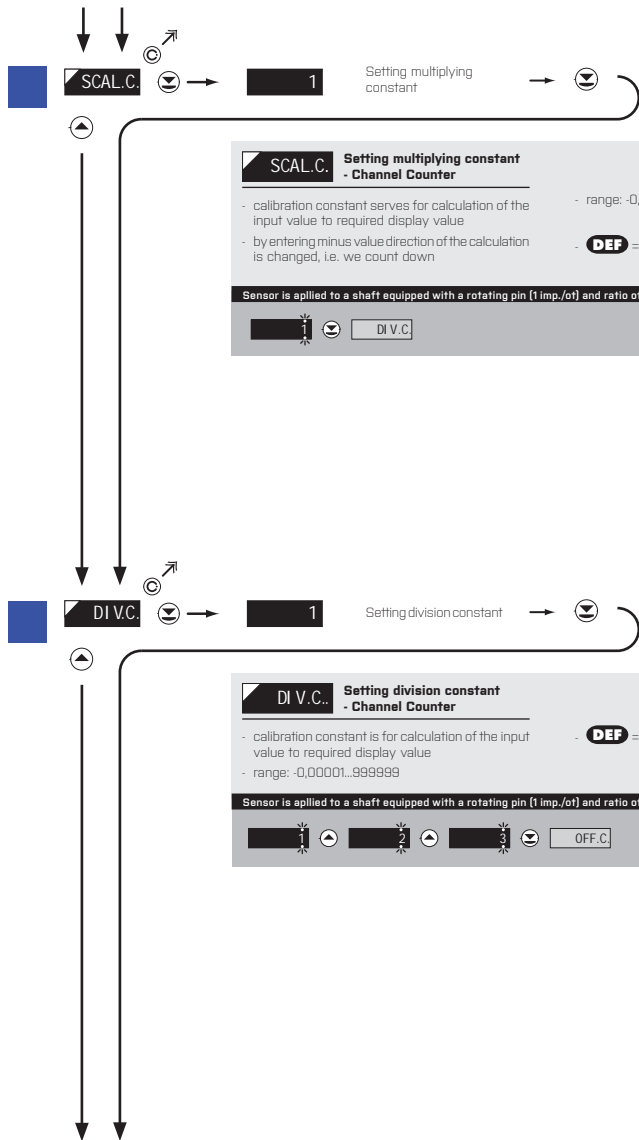 SCAL.C.
1
Setting multiplying
constant
SCAL.C.
Setting multiplying constant
- Channel Counter
- calibration constant serves for calculation of the
input value to required display value
- by entering minus value direction of the calculation
is changed, i.e. we count down
- range: -0,
- DEF =
Sensor is apllied to a shaft equipped with a rotating pin (1 imp./ot) and ratio of
1
DI V.C.
DI V.C.
1
Setting division constant
DI V.C..
Setting division constant
- Channel Counter
- calibration constant is for calculation of the input
value to required display value
- range: -0,00001...999999
- DEF =
Sensor is apllied to a shaft equipped with a rotating pin (1 imp./ot) and ratio of
1 2 3 OFF.C.